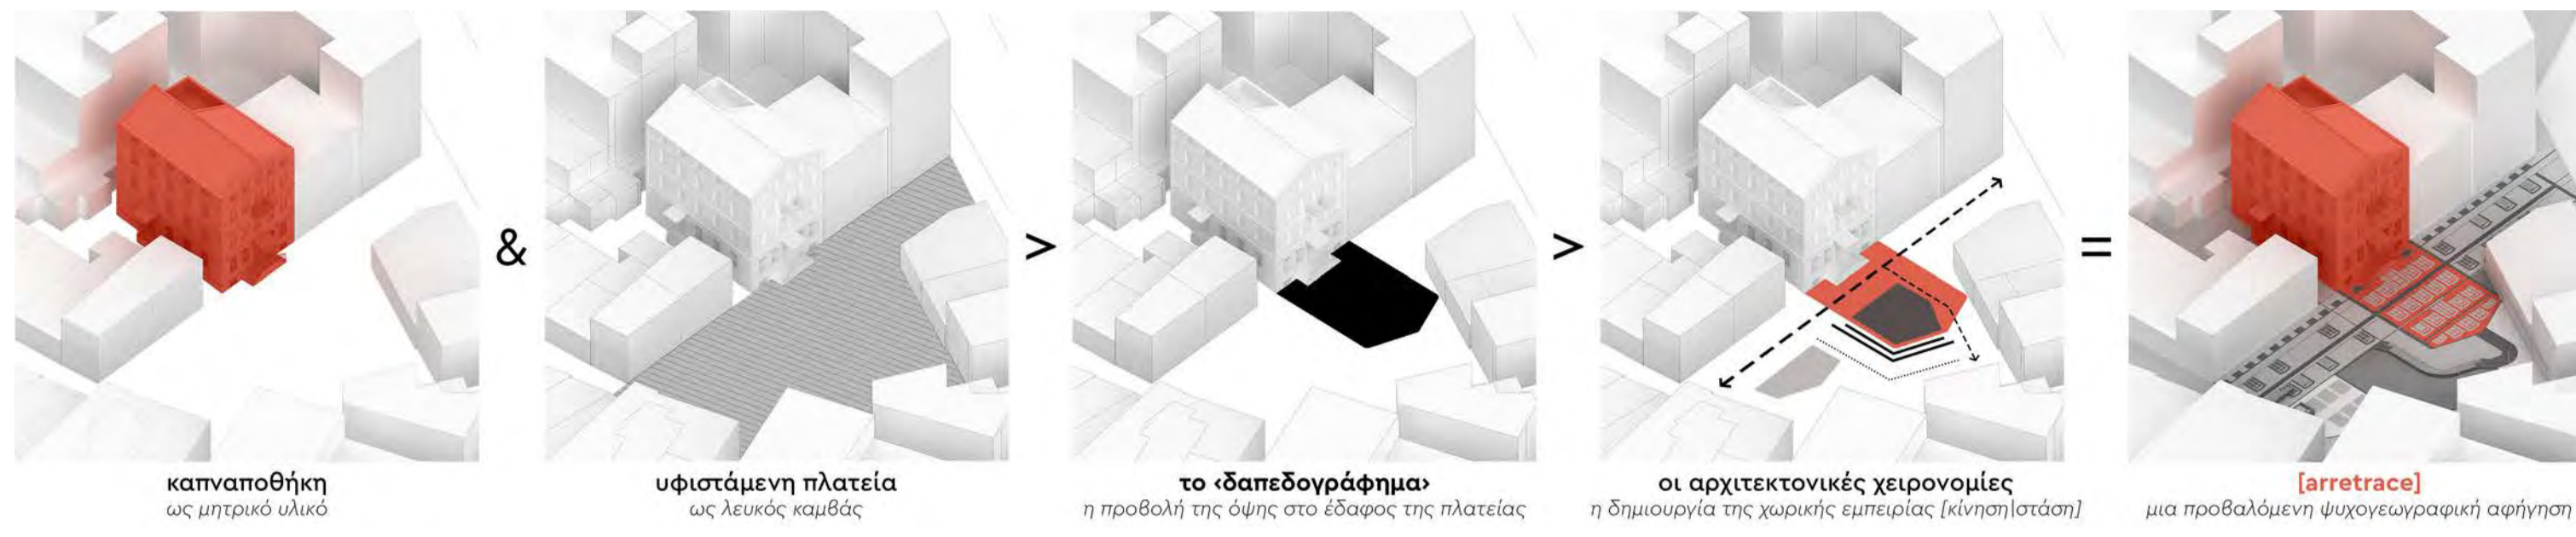 &
>
>
=
καπναποθήκη
ως μητρικό υλικό
υφιστάμενη πλατεία
ως λευκός καμβάς
το ‹δαπεδογράφημα›
η προβολή της όψης στο έδαφος της πλατείας
οι αρχιτεκτονικές χειρονομίες
η δημιουργία της χωρικής εμπειρίας [κίνηση|στάση]
[arretrace]
μια προβαλόμενη ψυχογεωγραφική αφήγηση